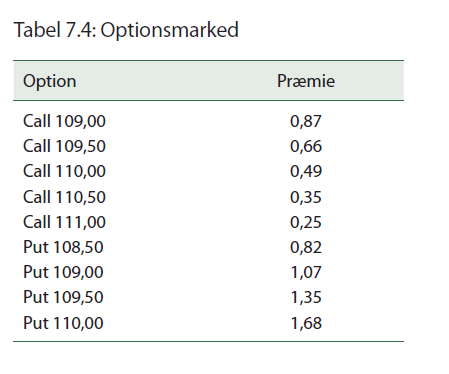 Tabel 7.4: Optionsmarked
Option Præmie
Call 109,00 0,87
Call 109,50 0,66
Call 110,00 0,49
Call 110,50 0,35
Call 111,00 0,25
Put 108,50 0,82
Put 109,00 1,07
Put 109,50 1,35
Put 110,00 1,68